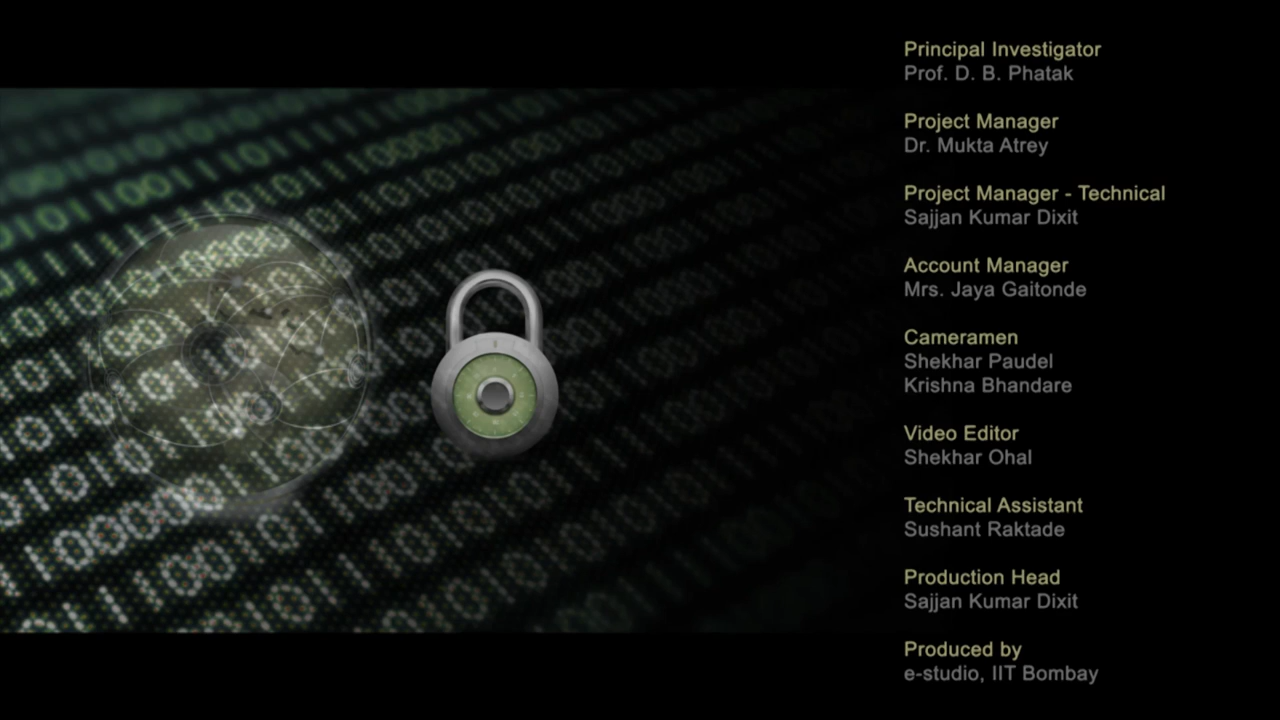 Principal Investigator
Prof. D. B. Phatak
Project Manager
Dr. Mukta Atrey
Project Manager - Technical
Sajjan Kumar Dixit
Account Manager
Mrs. Jaya Gaitonde
Cameramen
Shekhar Paudel
Krishna Bhandare
Video Editor
Shekhar Ohal
Technical Assistant
Sushant Raktade
Production Head
Sajjan Kumar Dixit
Produced by
e-studio, IIT Bombay